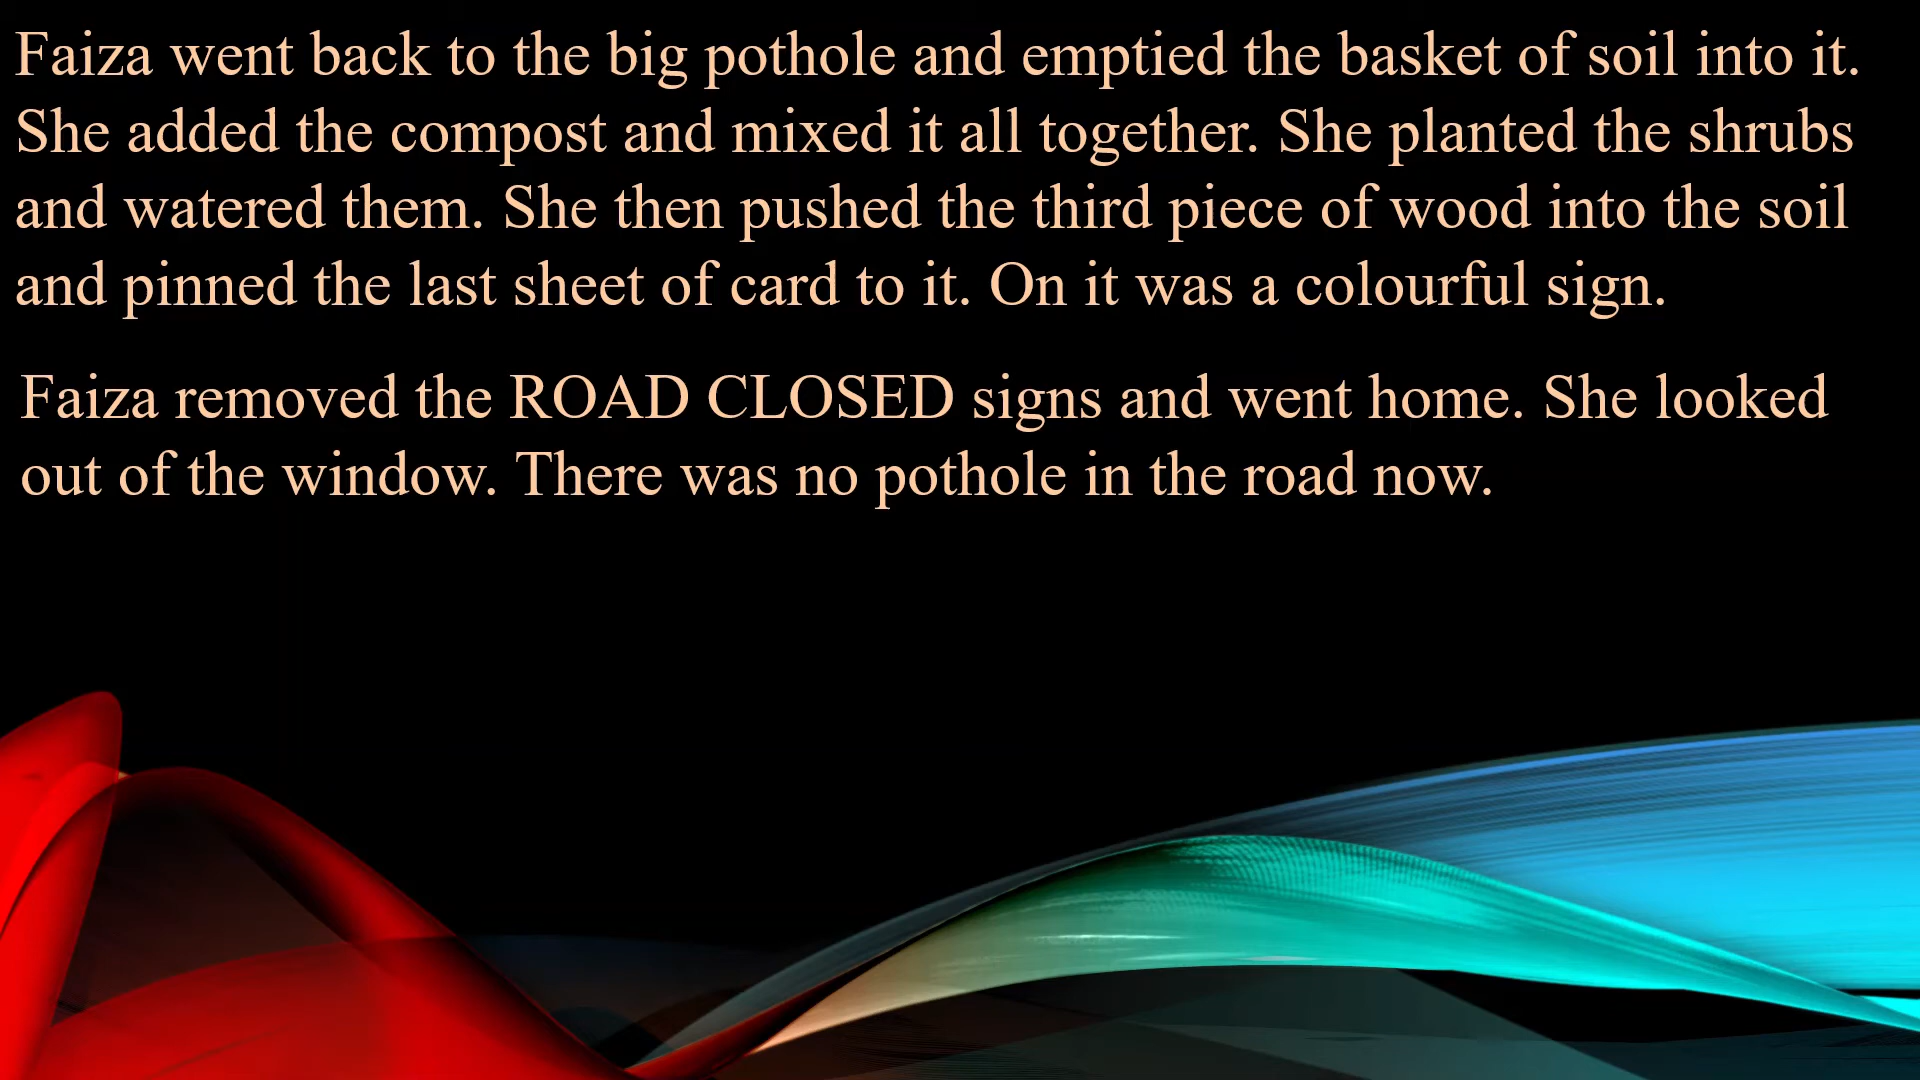 Faiza went back to the big pothole and emptied the basket of soil into it.
She added the compost and mixed it all together. She planted the shrubs
and watered them. She then pushed the third piece of wood into the soil
and pinned the last sheet of card to it. On it was a colourful sign.
Faiza removed the ROAD CLOSED signs and went home. She looked
out of the window. There was no pothole in the road now.